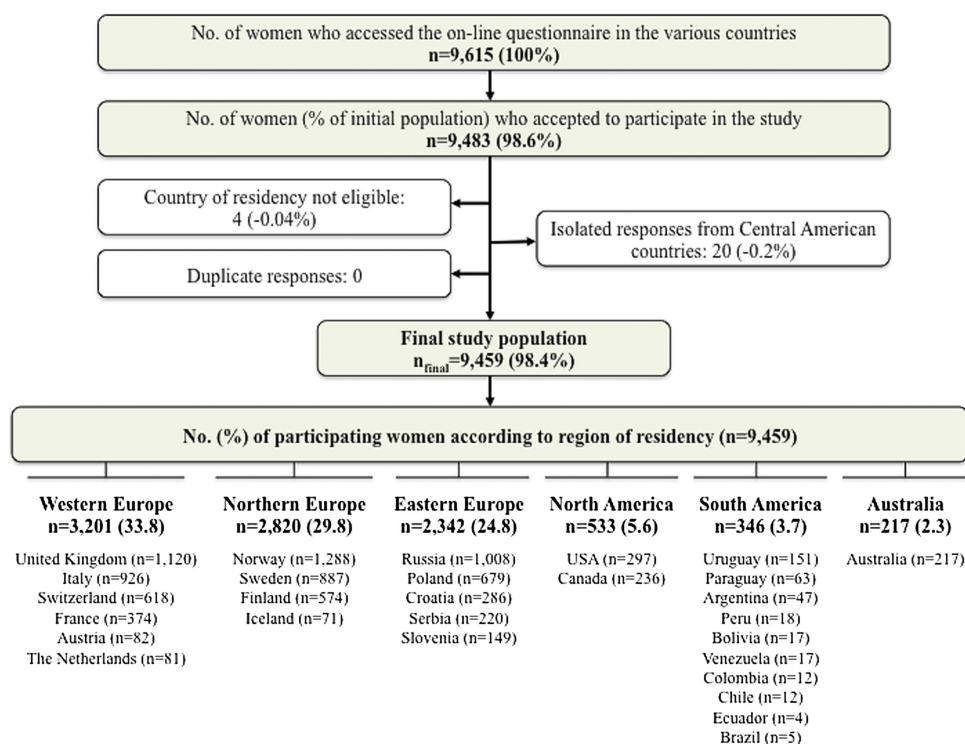 No. of women who accessed the on-line questionnaire in the various countries
n=9,615 (100%)
No. of women (% of initial population) who accepted to participate in the study
n=9,483 (98.6%)
Country of residency not eligible:
4 (-0.04%)
Isolated responses from Central American
countries: 20 (-0.2%)
Duplicate responses: 0
Final study population
nfinal=9,459 (98.4%)
No. (%) of participating women according to region of residency (n=9,459)
Western Europe
n=3,201 (33.8)
United Kingdom (n=1,120)
Italy (n=926)
Switzerland (n=618)
France (n=374)
Austria (n=82)
The Netherlands (n=81)
Northern Europe
n=2,820 (29.8)
Norway (n=1,288)
Sweden (n=887)
Finland (n=574)
Iceland (n=71)
Eastern Europe
n=2,342 (24.8)
Russia (n=1,008)
Poland (n=679)
Croatia (n=286)
Serbia (n=220)
Slovenia (n=149)
North America
n=533 (5.6)
USA (n=297)
Canada (n=236)
South America
n=346 (3.7)
Uruguay (n=151)
Paraguay (n=63)
Argentina (n=47)
Peru (n=18)
Bolivia (n=17)
Venezuela (n=17)
Colombia (n=12)
Chile (n=12)
Ecuador (n=4)
Brazil (n=5)
Australia
n=217 (2.3)
Australia (n=217)